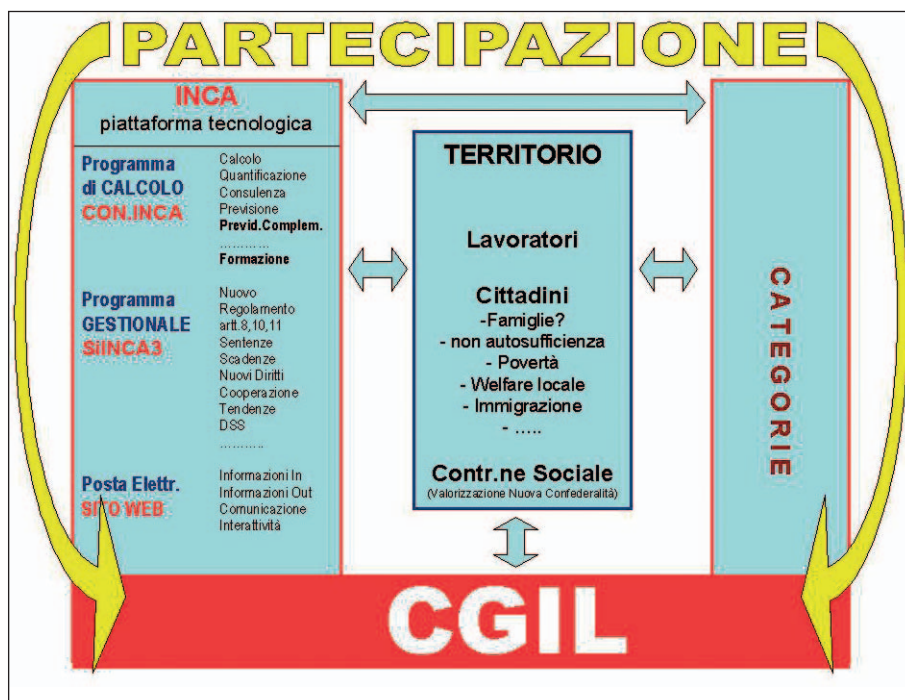 PARTECIPAZIONE
INCA
piattaforma tecnologica
Programma
di CALCOLO
CON.INCA
Calcolo
Quantificazione
Consulenza
Previsione
Previd.Complem.
............
Formazione
Programma
GESTIONALE
SiINCA3
Nuovo
Regolamento
artt.8,10,11
Sentenze
Scadenze
Nuovi Diritti
Cooperazione
Tendenze
DSS
...........
Posta Elettr.
SITO WEB
Informazioni In
Informazioni Out
Comunicazione
Interattività
TERRITORIO
Lavoratori
Cittadini
-Famiglie?
- non autosufficienza
- Povertà
- Welfare locale
- Immigrazione
- .....
Contr.ne Sociale
(Valorizzazione Nuova Confederalità)
CATEGORIE
CGIL